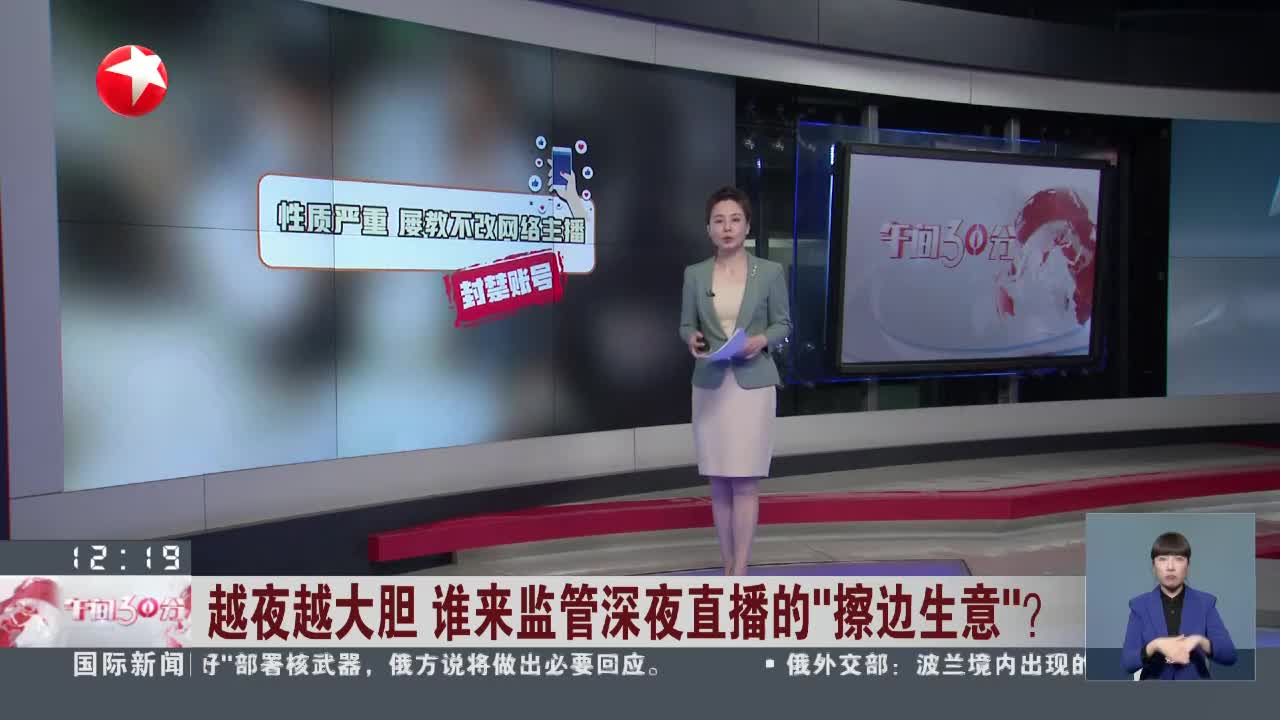 性质严重 屡教不改网络主播
封禁账号
午间30分
12:19
午间30分
越夜越大胆 谁来监管深夜直播的"擦边生意"?
国际新闻
"部署核武器，俄方说将做出必要回应。 ▪ 俄外交部：波兰境内出现的